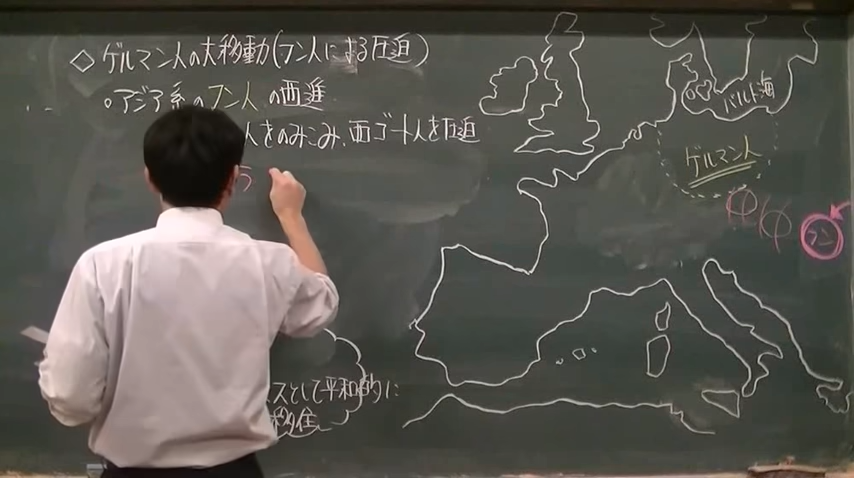 ◇ゲルマン人の大移動(フン人による圧迫)
○アジア系のフン人の西進
人をのみこみ、西ゴート人を圧迫
う
スとして平和的に
移住
バルト海
ゲルマン人
フン